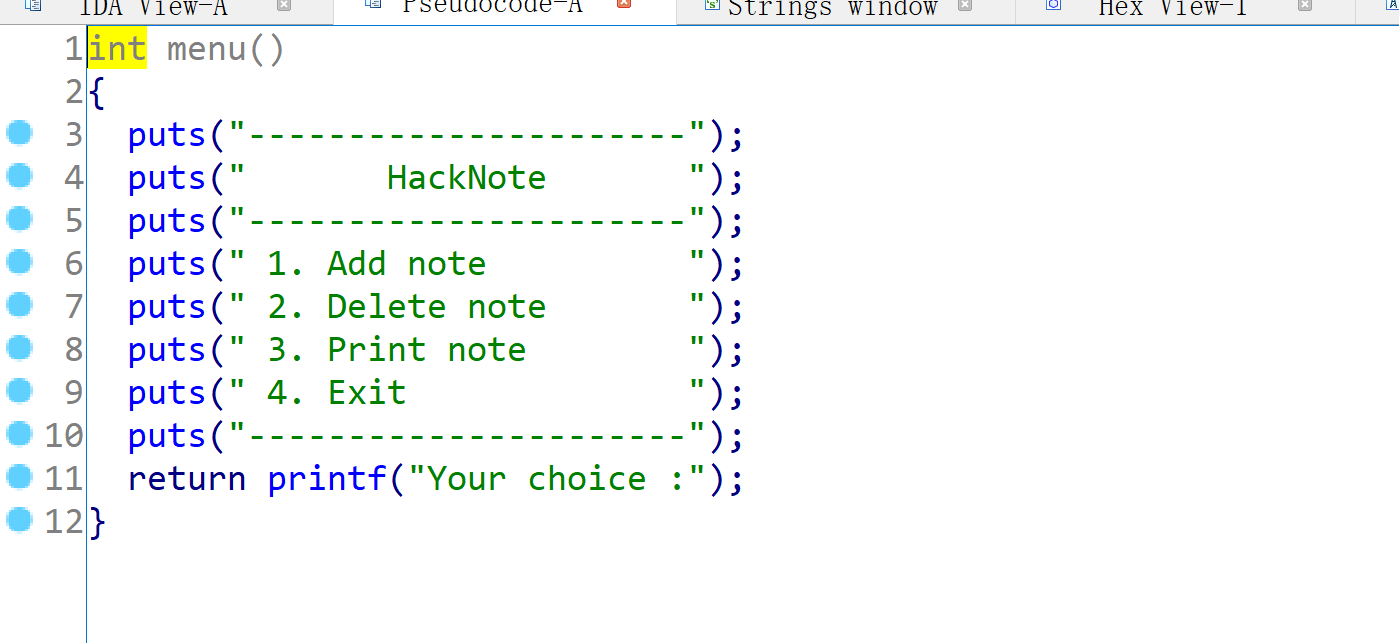 IDA View-A Pseudocode-A Strings window Hex View-1
1 int menu()
2 {
3   puts("----------------------");
4   puts("       HackNote       ");
5   puts("----------------------");
6   puts(" 1. Add note          ");
7   puts(" 2. Delete note       ");
8   puts(" 3. Print note        ");
9   puts(" 4. Exit              ");
10   puts("----------------------");
11   return printf("Your choice :");
12 }